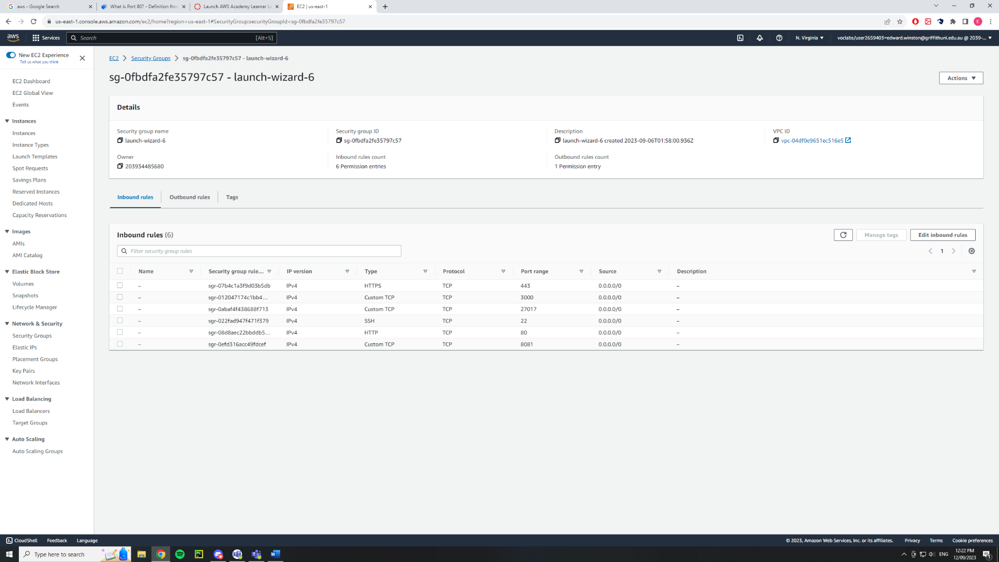 aws - Google Search
What is Port 80? - Definition from
Launch AWS Academy Learner La
EC2 | us-east-1
us-east-1.console.aws.amazon.com/ec2/home?region=us-east-1#SecurityGroup:securityGroupId=sg-0fbdfa2fe35797c57
E
aws
Services
Search
[Alt+S]
N. Virginia
voclabs/user2659403=edward.winston@griffithuni.edu.au @ 2039-...
New EC2 Experience
Tell us what you think
EC2 Dashboard
EC2 Global View
Events
Instances
Instances
Instance Types
Launch Templates
Spot Requests
Savings Plans
Reserved Instances
Dedicated Hosts
Capacity Reservations
Images
AMIs
AMI Catalog
Elastic Block Store
Volumes
Snapshots
Lifecycle Manager
Network & Security
Security Groups
Elastic IPs
Placement Groups
Key Pairs
Network Interfaces
Load Balancing
Load Balancers
Target Groups
Auto Scaling
Auto Scaling Groups
EC2 > Security Groups > sg-0fbdfa2fe35797c57 - launch-wizard-6
sg-0fbdfa2fe35797c57 - launch-wizard-6
Actions
Details
Security group name
launch-wizard-6
Security group ID
sg-0fbdfa2fe35797c57
Description
launch-wizard-6 created 2023-09-06T01:58:00.936Z
VPC ID
vpc-04df0e9651ec516e5
Owner
203934485680
Inbound rules count
6 Permission entries
Outbound rules count
1 Permission entry
Inbound rules
Outbound rules
Tags
Inbound rules (6)
Manage tags
Edit inbound rules
Filter security group rules
1
Name Security group rule... IP version Type Protocol Port range Source Description
– sgr-07b4c1a3f9d03b5db IPv4 HTTPS TCP 443 0.0.0.0/0 –
– sgr-012047174c1bb4... IPv4 Custom TCP TCP 3000 0.0.0.0/0 –
– sgr-0abaf4f438688f713 IPv4 Custom TCP TCP 27017 0.0.0.0/0 –
– sgr-022fad947f471f379 IPv4 SSH TCP 22 0.0.0.0/0 –
– sgr-08d8aec22bbddb5... IPv4 HTTP TCP 80 0.0.0.0/0 –
– sgr-0efd316acc49fdcef IPv4 Custom TCP TCP 8081 0.0.0.0/0 –
CloudShell
Feedback
Language
© 2023, Amazon Web Services, Inc. or its affiliates.
Privacy
Terms
Cookie preferences
Type here to search
ENG
12:22 PM
12/09/2023